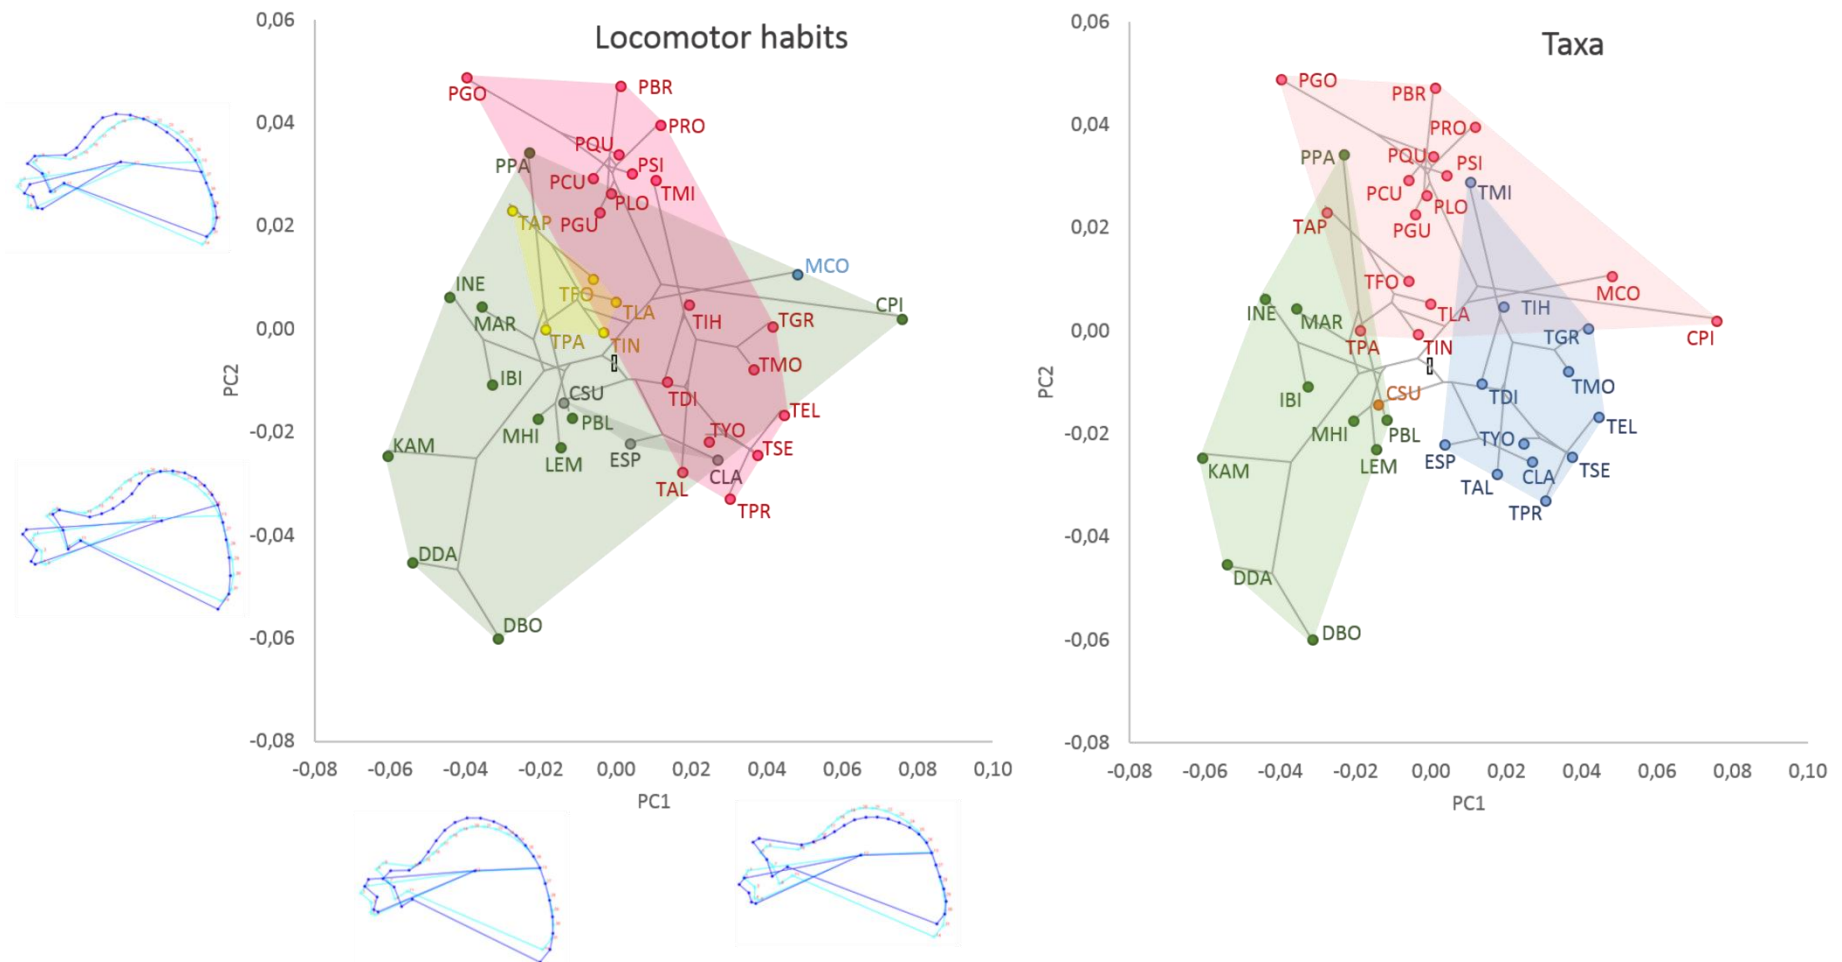 Locomotor habits
0,06
0,04
0,02
0,00
-0,02
-0,04
-0,06
-0,08
PC2
PGO
PBR
PRO
PQU
PSI
PPA
PCU
TMI
PLO
PGU
TAP
MCO
INE
TFO
CPI
MAR
TLA
TIH
TGR
TPA
TIN
TMO
IBI
CSU
TDI
TEL
MHI
PBL
TYO
KAM
LEM
ESP
TSE
CLA
TAL
TPR
DDA
DBO
-0,08 -0,06 -0,04 -0,02 0,00 0,02 0,04 0,06 0,08 0,10
PC1
Taxa
0,06
0,04
0,02
0,00
-0,02
-0,04
-0,06
-0,08
PC2
PGO
PBR
PRO
PPA
PQU
PSI
PCU
TMI
PLO
TAP
PGU
TFO
MCO
INE
MAR
TLA
TIH
TGR
CPI
TPA
TIN
TMO
IBI
CSU
TDI
TEL
MHI
PBL
TYO
ESP
KAM
LEM
TSE
TAL
CLA
TPR
DDA
DBO
-0,08 -0,06 -0,04 -0,02 0,00 0,02 0,04 0,06 0,08 0,10
PC1